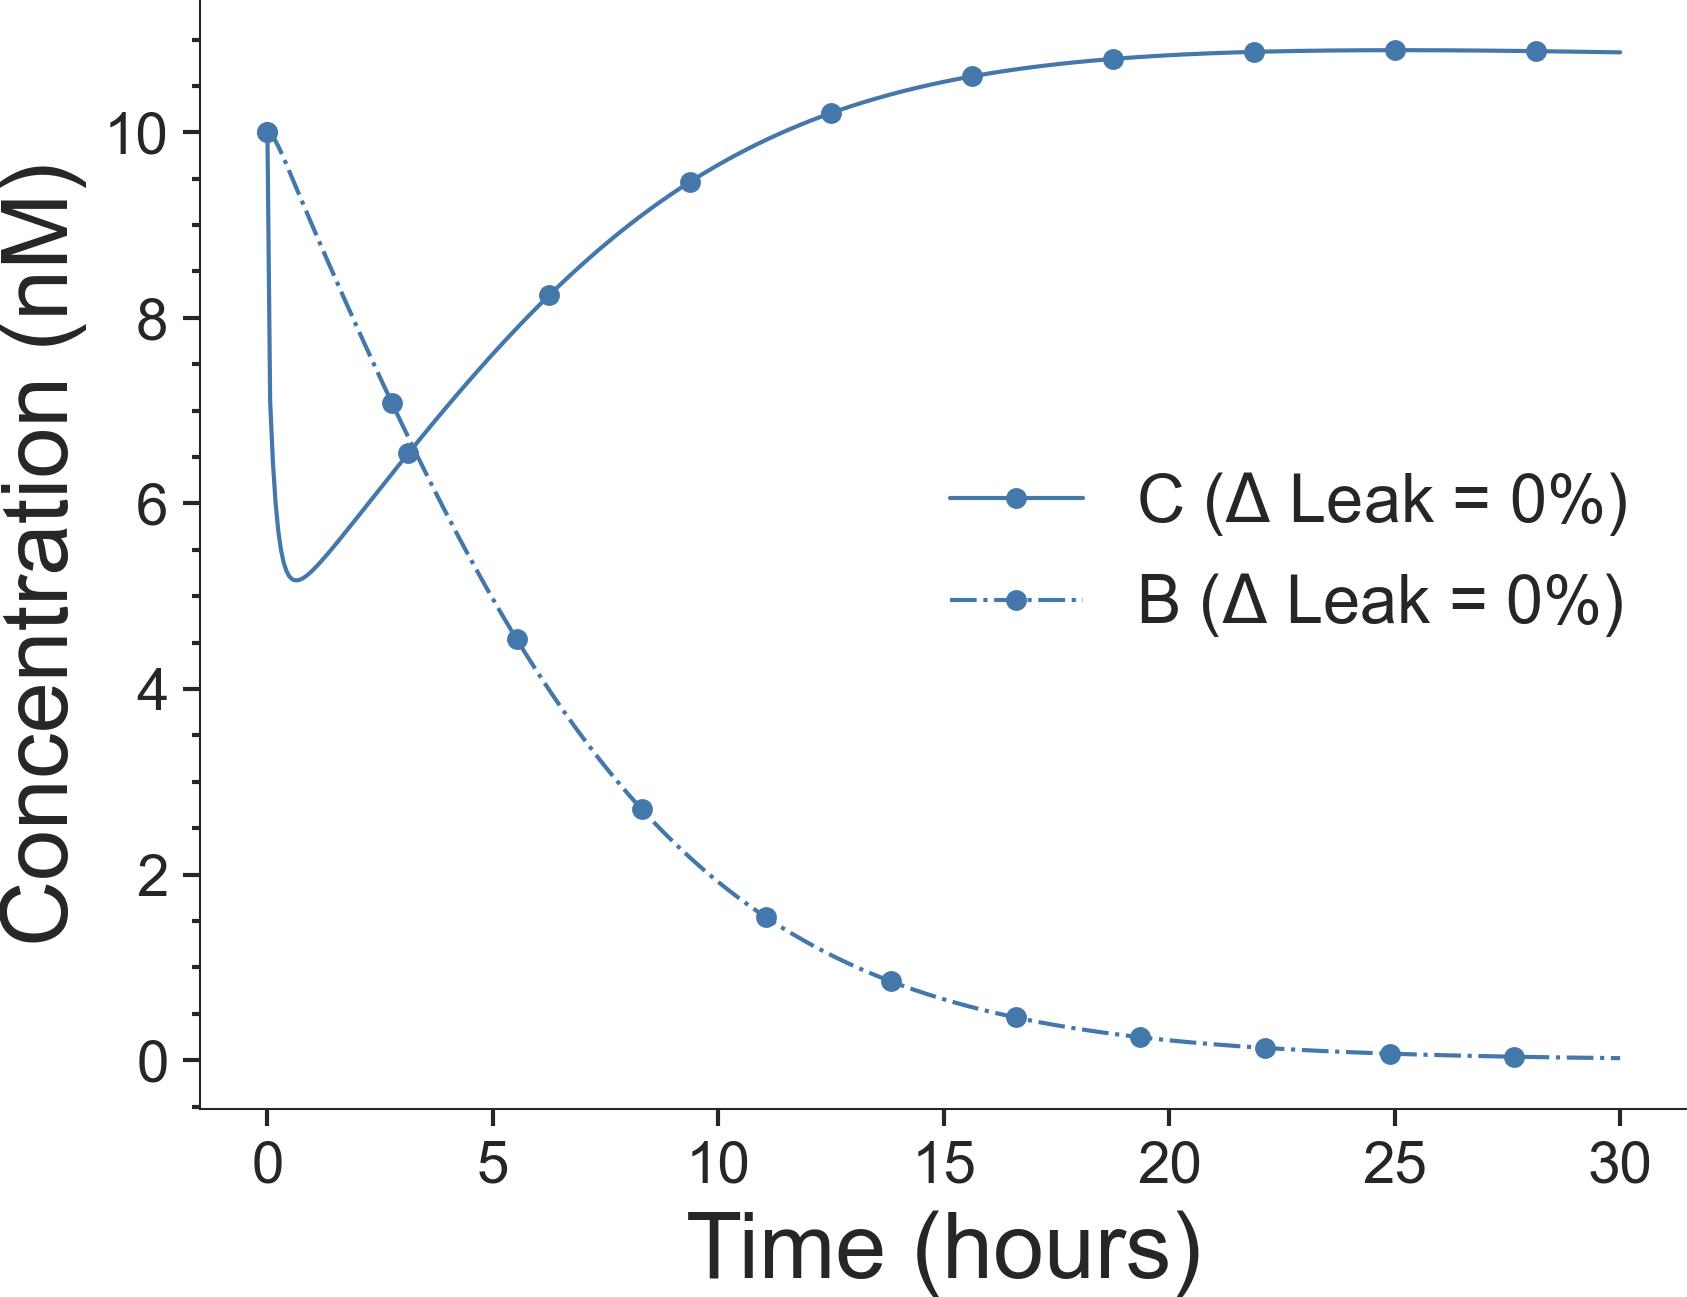 Concentration (nM)
10
8
6
4
2
0
C (Δ Leak = 0%)
B (Δ Leak = 0%)
0 5 10 15 20 25 30
Time (hours)